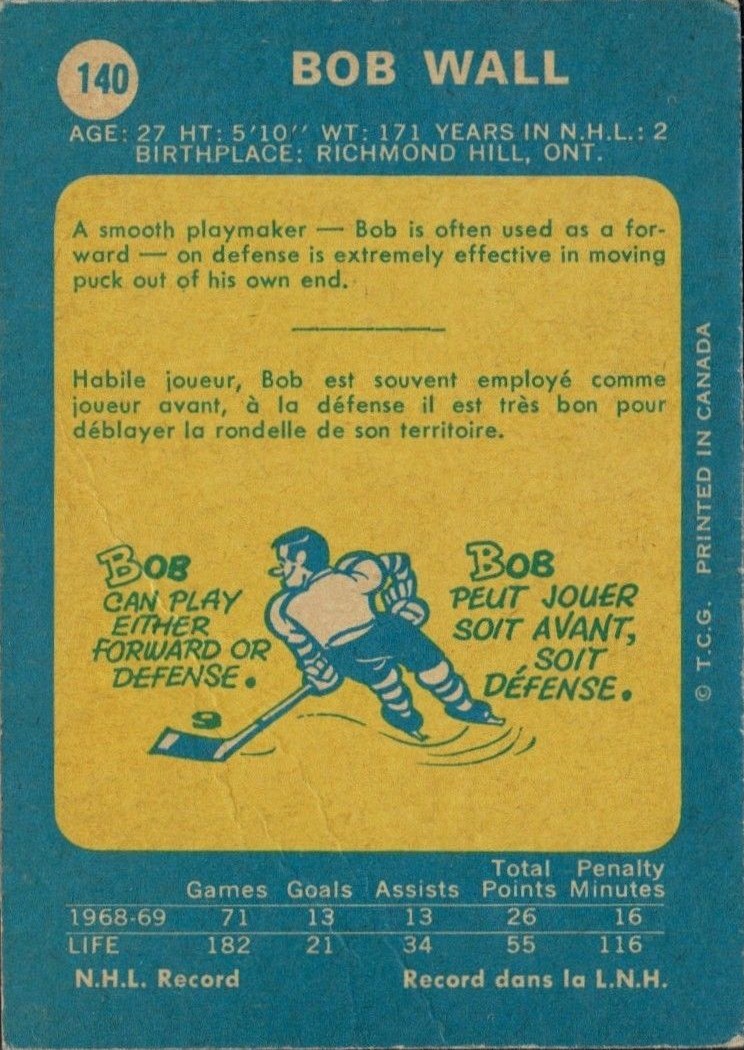 140
BOB WALL
AGE: 27 HT: 5'10'' WT: 171 YEARS IN N.H.L.: 2
BIRTHPLACE: RICHMOND HILL, ONT.
A smooth playmaker — Bob is often used as a for-
ward — on defense is extremely effective in moving
puck out of his own end.
Habile joueur, Bob est souvent employé comme
joueur avant, à la défense il est très bon pour
déblayer la rondelle de son territoire.
BOB
CAN PLAY
EITHER
FORWARD OR
DEFENSE.
BOB
PEUT JOUER
SOIT AVANT,
SOIT
DÉFENSE.
© T.C.G. PRINTED IN CANADA
Games Goals Assists Total Points Penalty Minutes
1968-69 71 13 13 26 16
LIFE 182 21 34 55 116
N.H.L. Record Record dans la L.N.H.